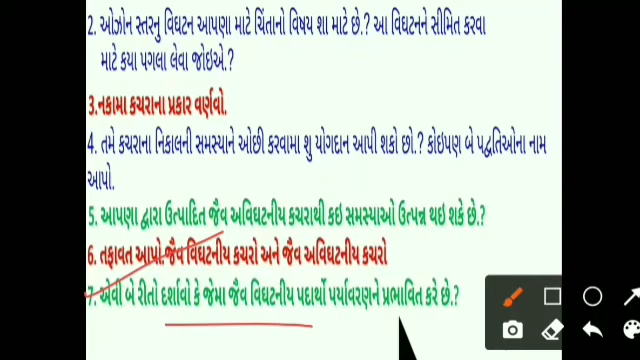 2. ઓઝોન સ્તરનુ વિઘટન આપણા માટે ચિંતાનો વિષય શા માટે છે.? આ વિઘટનને સીમિત કરવા
માટે કયા પગલા લેવા જોઇએ.?
3.નકામા કચરાના પ્રકાર વર્ણવો.
4. તમે કચરાના નિકાલની સમસ્યાને ઓછી કરવામા શુ યોગદાન આપી શકો છો.? કોઇપણ બે પદ્ધતિઓના નામ
આપો.
5. આપણા દ્વારા ઉત્પાદિત જૈવ અવિઘટનીય કચરાથી કઇ સમસ્યાઓ ઉત્પન્ન થઇ શકે છે.?
6. તફાવત આપો.જૈવ વિઘટનીય કચરો અને જૈવ અવિઘટનીય કચરો
7. એવી બે રીતો દર્શાવો કે જેમા જૈવ વિઘટનીય પદાર્થો પર્યાવરણને પ્રભાવિત કરે છે.?